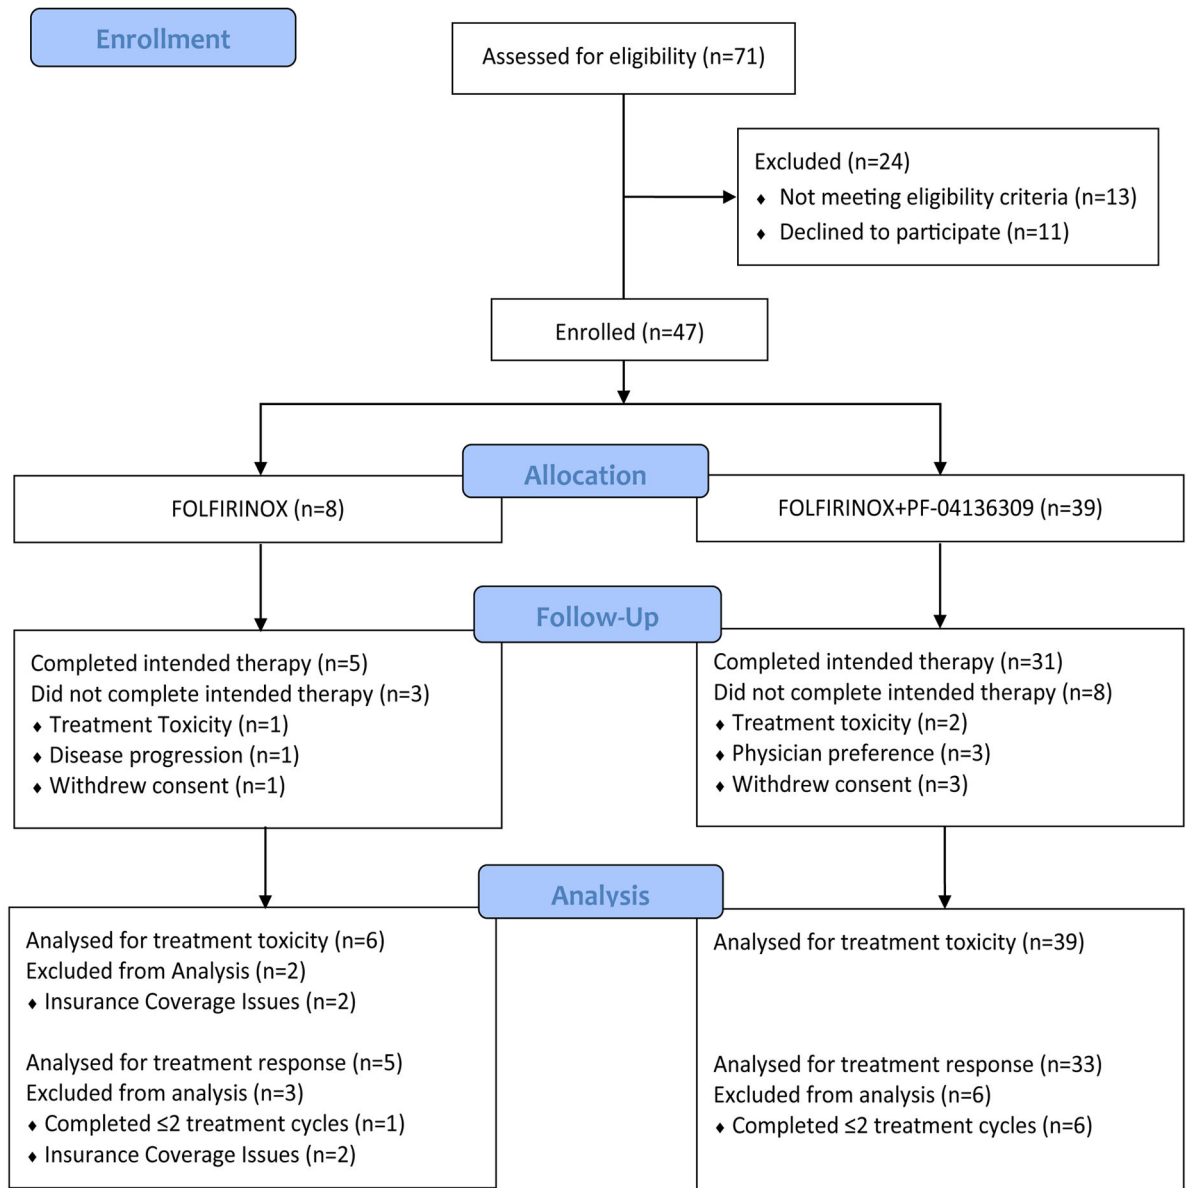 Enrollment
Assessed for eligibility (n=71)
Excluded (n=24)
♦ Not meeting eligibility criteria (n=13)
♦ Declined to participate (n=11)
Enrolled (n=47)
Allocation
FOLFIRINOX (n=8)
FOLFIRINOX+PF-04136309 (n=39)
Follow-Up
Completed intended therapy (n=5)
Did not complete intended therapy (n=3)
♦ Treatment Toxicity (n=1)
♦ Disease progression (n=1)
♦ Withdrew consent (n=1)
Completed intended therapy (n=31)
Did not complete intended therapy (n=8)
♦ Treatment toxicity (n=2)
♦ Physician preference (n=3)
♦ Withdrew consent (n=3)
Analysis
Analysed for treatment toxicity (n=6)
Excluded from Analysis (n=2)
♦ Insurance Coverage Issues (n=2)
Analysed for treatment response (n=5)
Excluded from analysis (n=3)
♦ Completed ≤2 treatment cycles (n=1)
♦ Insurance Coverage Issues (n=2)
Analysed for treatment toxicity (n=39)
Analysed for treatment response (n=33)
Excluded from analysis (n=6)
♦ Completed ≤2 treatment cycles (n=6)